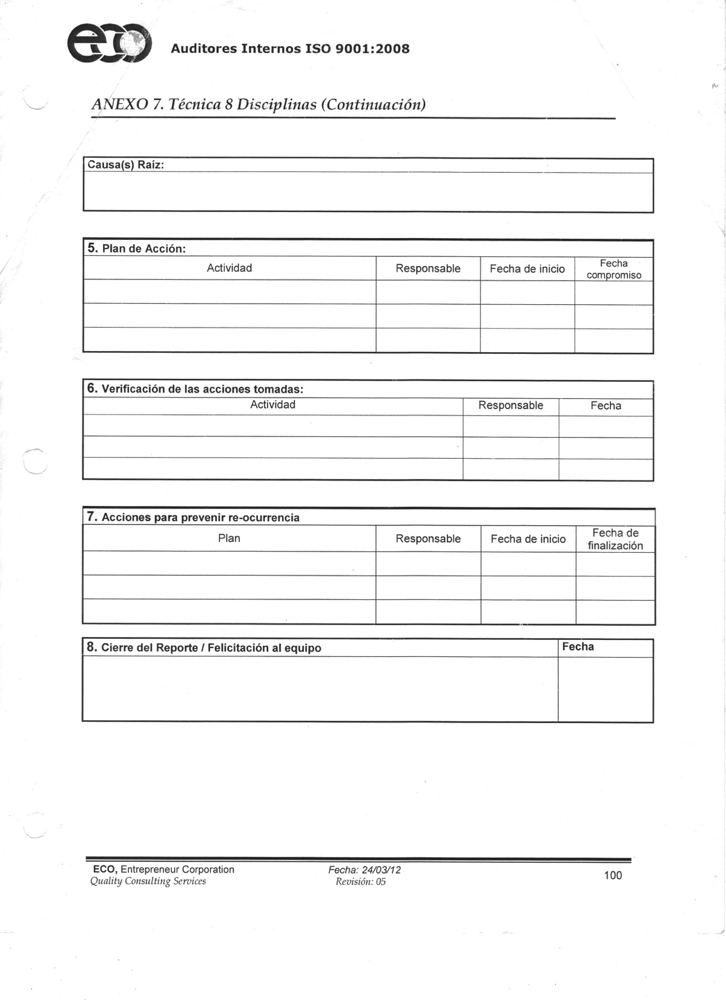 eco
Auditores Internos ISO 9001:2008
ANEXO 7. Técnica 8 Disciplinas (Continuación)
Causa(s) Raíz:
5. Plan de Acción:
Actividad Responsable Fecha de inicio Fecha
compromiso
6. Verificación de las acciones tomadas:
Actividad Responsable Fecha
7. Acciones para prevenir re-ocurrencia
Plan Responsable Fecha de inicio Fecha de
finalización
8. Cierre del Reporte / Felicitación al equipo Fecha
ECO, Entrepreneur Corporation Fecha: 24/03/12
Quality Consulting Services Revisión: 05 100